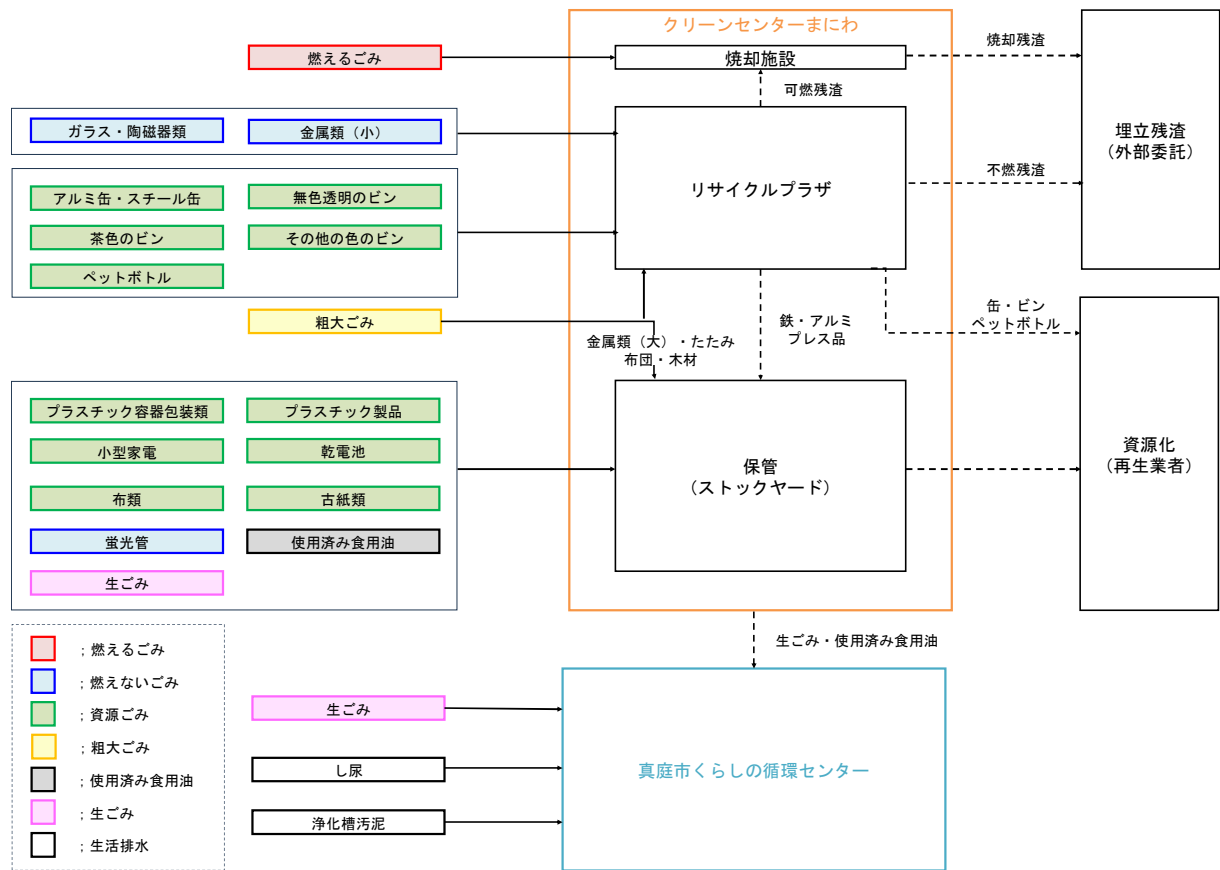 クリーンセンターまにわ
燃えるごみ
焼却施設
焼却残渣
可燃残渣
ガラス・陶磁器類
金属類（小）
埋立残渣
（外部委託）
リサイクルプラザ
不燃残渣
アルミ缶・スチール缶
無色透明のビン
茶色のビン
その他の色のビン
ペットボトル
粗大ごみ
金属類（大）・たたみ
布団・木材
鉄・アルミ
プレス品
缶・ビン
ペットボトル
プラスチック容器包装類
プラスチック製品
小型家電
乾電池
布類
古紙類
蛍光管
使用済み食用油
生ごみ
保管
（ストックヤード）
資源化
（再生業者）
生ごみ・使用済み食用油
；燃えるごみ
；燃えないごみ
；資源ごみ
；粗大ごみ
；使用済み食用油
；生ごみ
；生活排水
生ごみ
し尿
浄化槽汚泥
真庭市くらしの循環センター